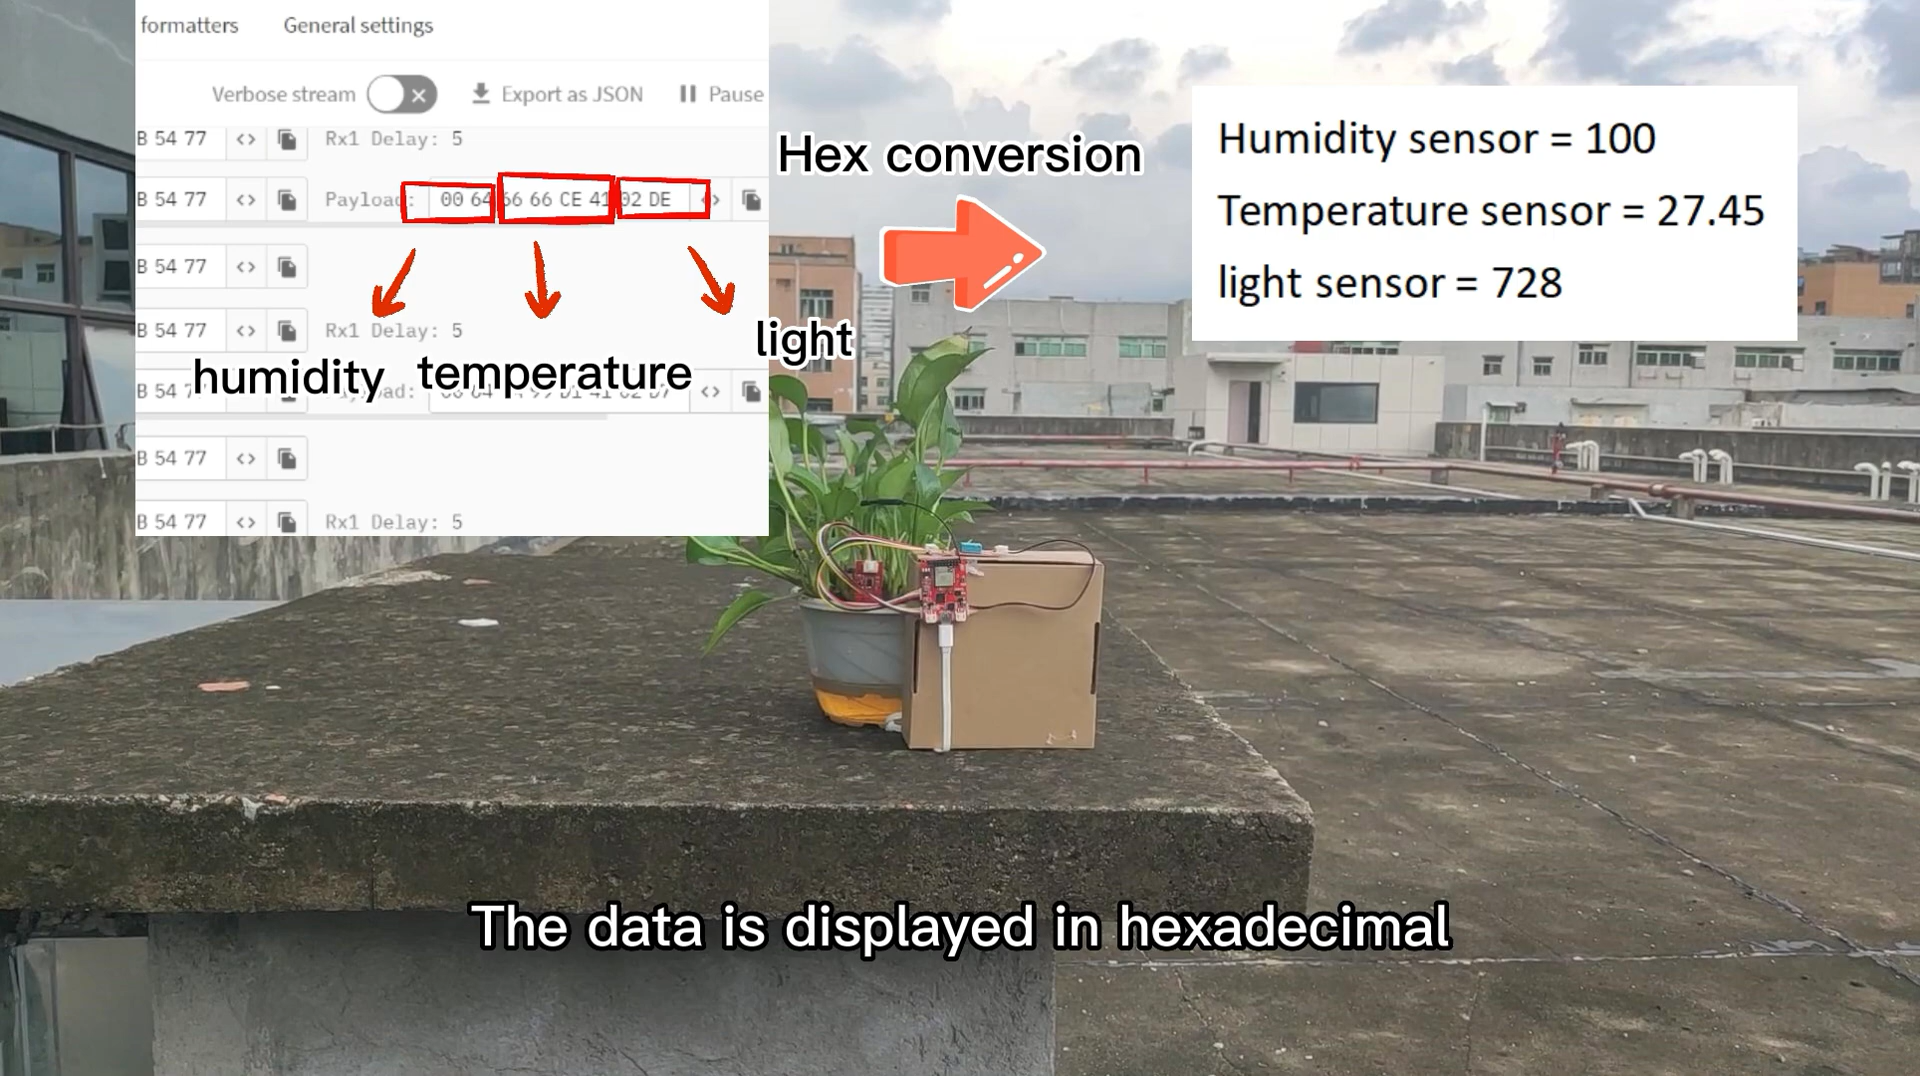 formatters General settings
Verbose stream Export as JSON Pause
B 54 77 Rx1 Delay: 5
B 54 77 Payload: 00 64 66 66 CE 41 02 DE
B 54 77
B 54 77 Rx1 Delay: 5
B 54 77
B 54 77
B 54 77 Rx1 Delay: 5
humidity temperature light
Hex conversion
Humidity sensor = 100
Temperature sensor = 27.45
light sensor = 728
The data is displayed in hexadecimal